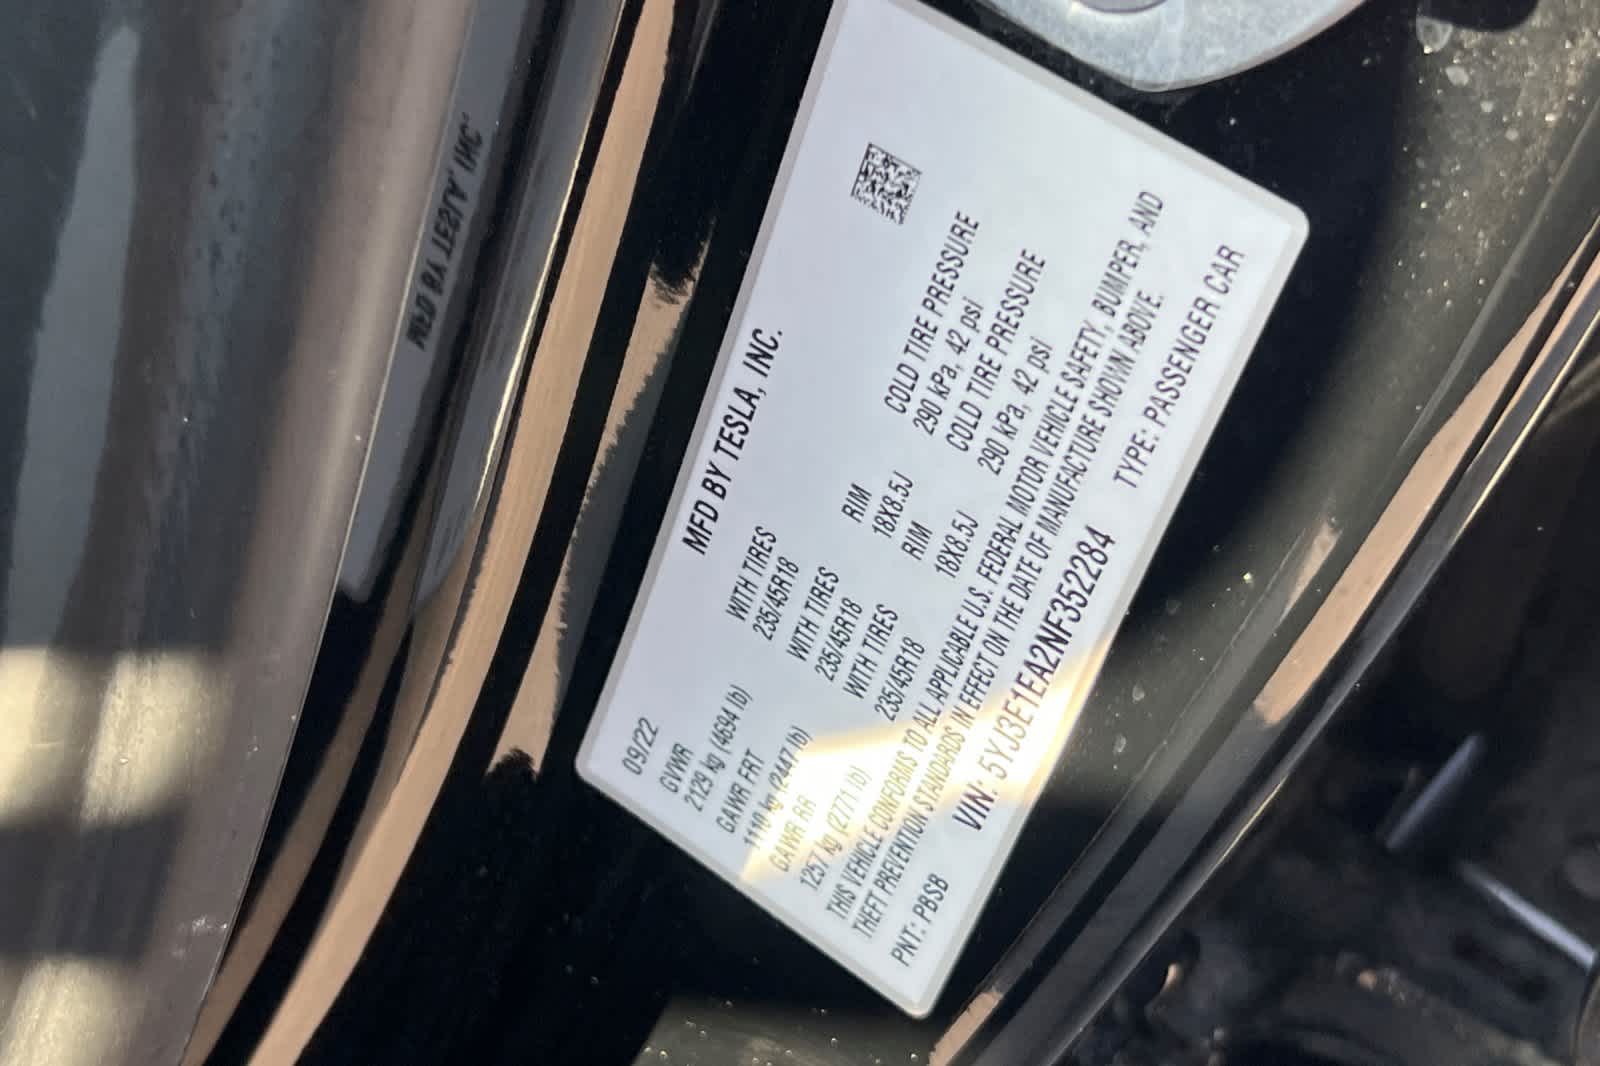 MFD BY TESLA, INC.
09/22
GVWR
2129 kg (4694 lb)
WITH TIRES
235/45R18
RIM
18X8.5J
COLD TIRE PRESSURE
290 kPa, 42 psi
GAWR FRT
1110 kg (2447 lb)
WITH TIRES
235/45R18
RIM
18X8.5J
COLD TIRE PRESSURE
290 kPa, 42 psi
GAWR RR
1257 kg (2771 lb)
WITH TIRES
235/45R18
THIS VEHICLE CONFORMS TO ALL APPLICABLE U.S. FEDERAL MOTOR VEHICLE SAFETY, BUMPER, AND
THEFT PREVENTION STANDARDS IN EFFECT ON THE DATE OF MANUFACTURE SHOWN ABOVE.
VIN: 5YJ3E1EA2NF352284
TYPE: PASSENGER CAR
PNT: PBSB
MFD BY TESLA, INC.